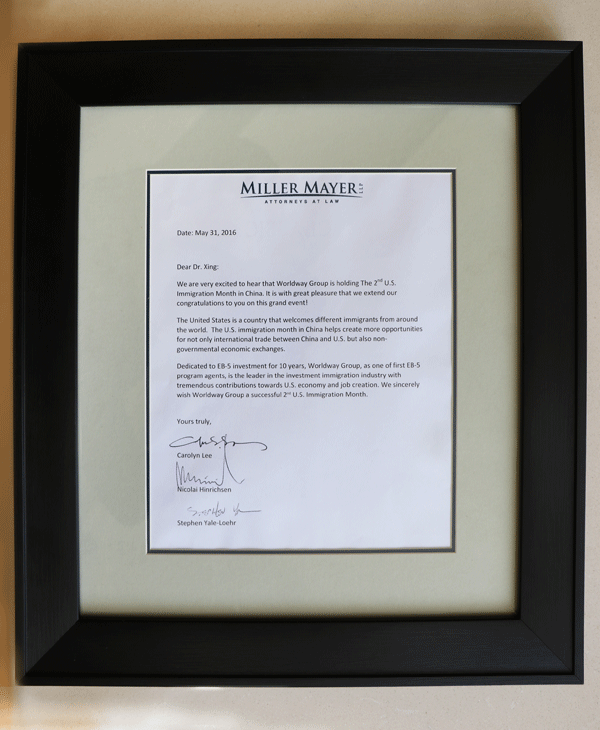 MILLER MAYER LLP
ATTORNEYS AT LAW
Date: May 31, 2016
Dear Dr. Xing:
We are very excited to hear that Worldway Group is holding The 2nd U.S.
Immigration Month in China. It is with great pleasure that we extend our
congratulations to you on this grand event!
The United States is a country that welcomes different immigrants from around
the world. The U.S. immigration month in China helps create more opportunities
for not only international trade between China and U.S. but also non-
governmental economic exchanges.
Dedicated to EB-5 investment for 10 years, Worldway Group, as one of first EB-5
program agents, is the leader in the investment immigration industry with
tremendous contributions towards U.S. economy and job creation. We sincerely
wish Worldway Group a successful 2nd U.S. Immigration Month.
Yours truly,
Carolyn Lee
Nicolai Hinrichsen
Stephen Yale-Loehr